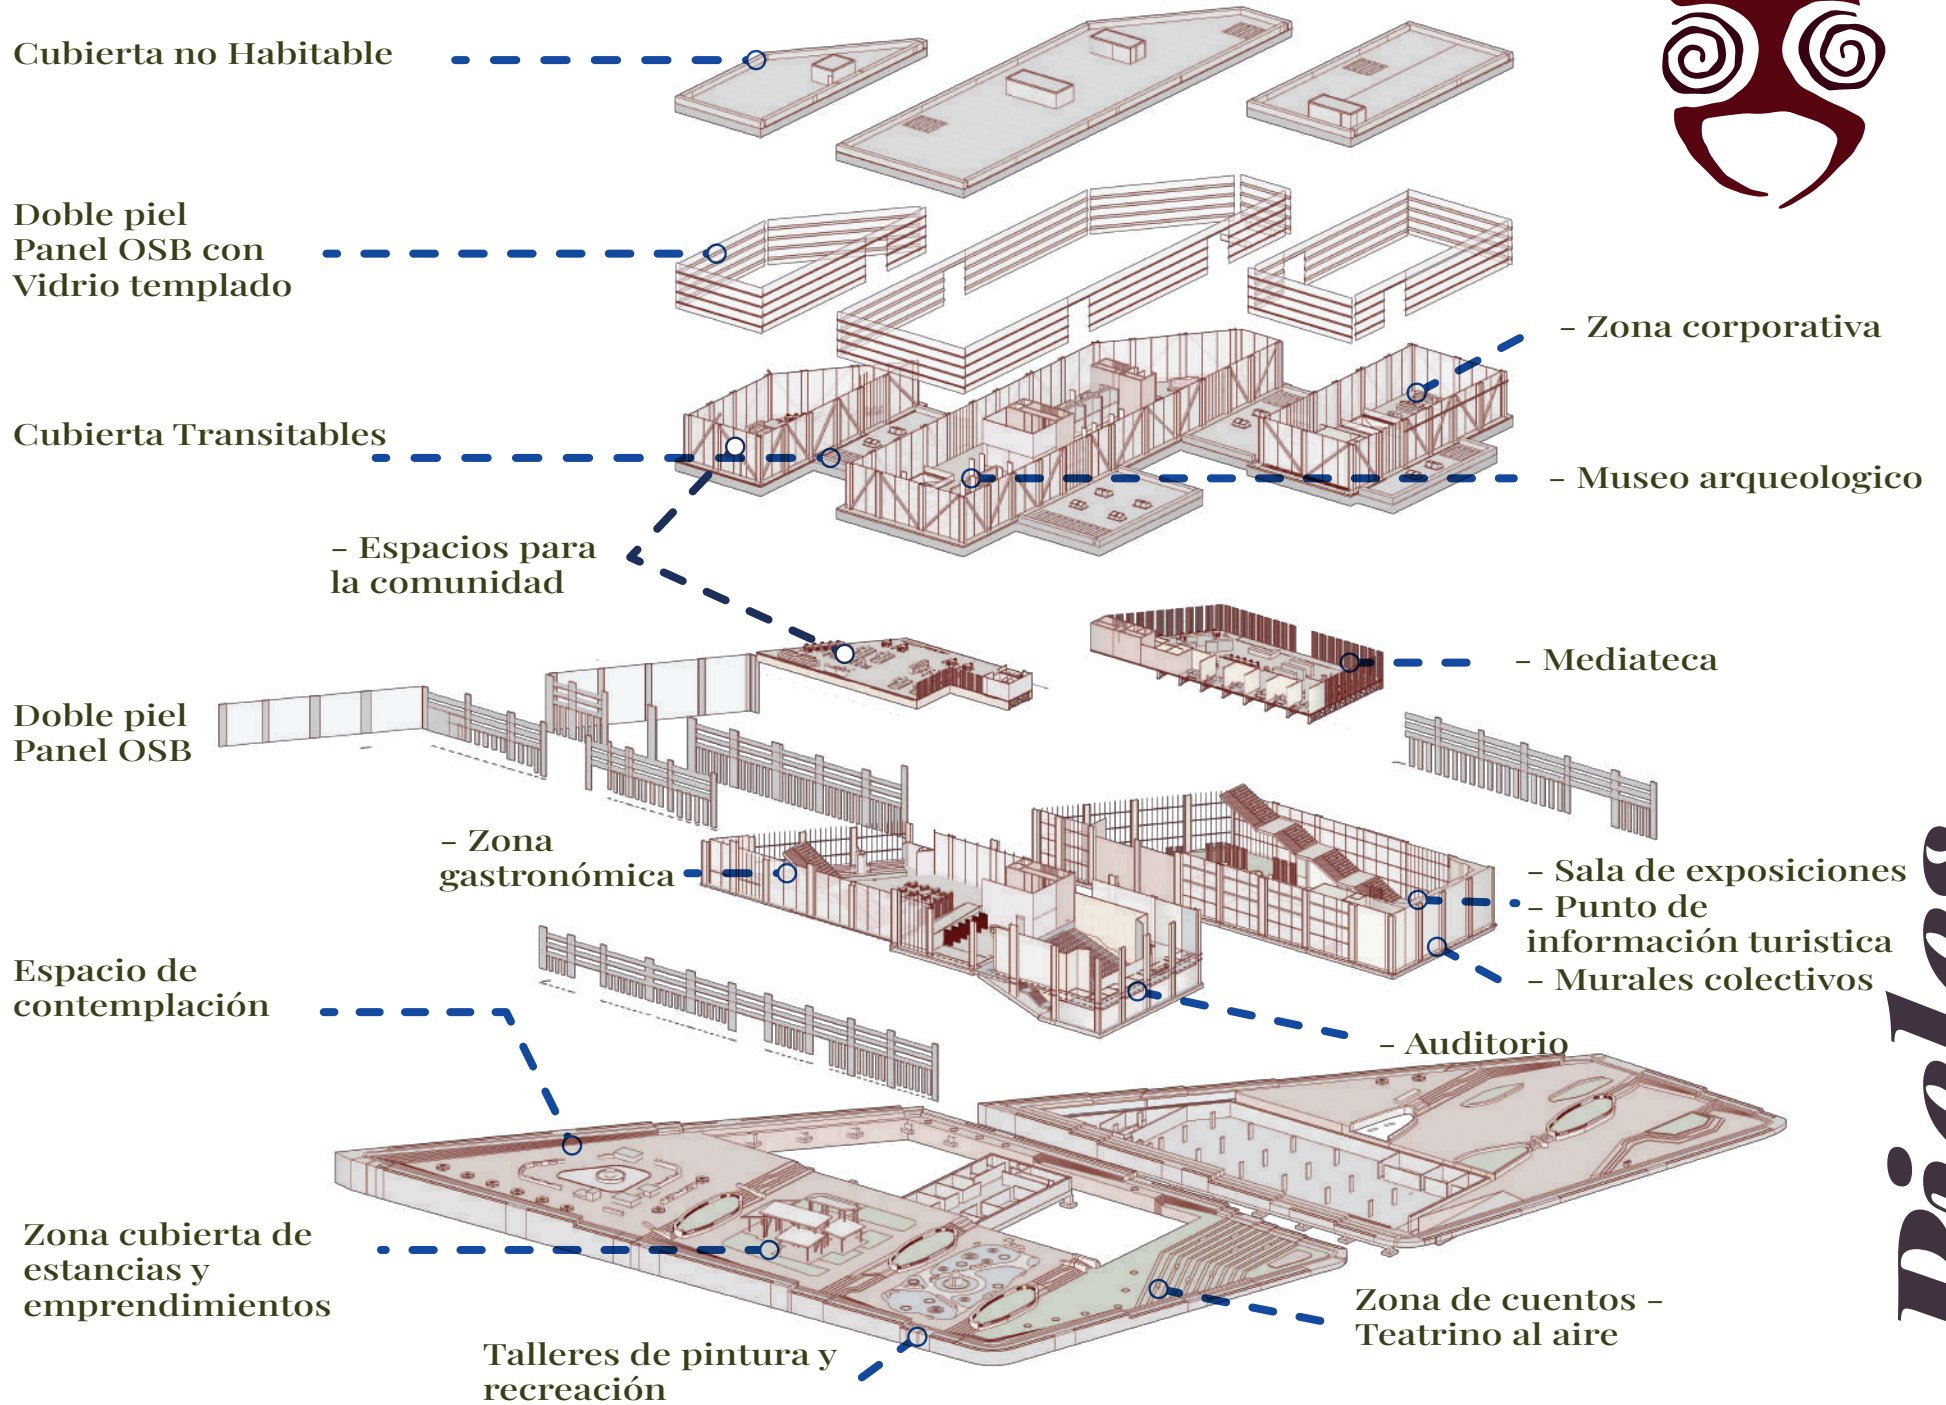 Cubierta no Habitable
Doble piel
Panel OSB con
Vidrio templado
- Zona corporativa
Cubierta Transitables
- Museo arqueologico
- Espacios para
la comunidad
- Mediateca
Doble piel
Panel OSB
- Zona
gastronómica
- Sala de exposiciones
- Punto de
información turistica
- Murales colectivos
Espacio de
contemplación
- Auditorio
Zona cubierta de
estancias y
emprendimientos
Zona de cuentos -
Teatrino al aire
Talleres de pintura y
recreación